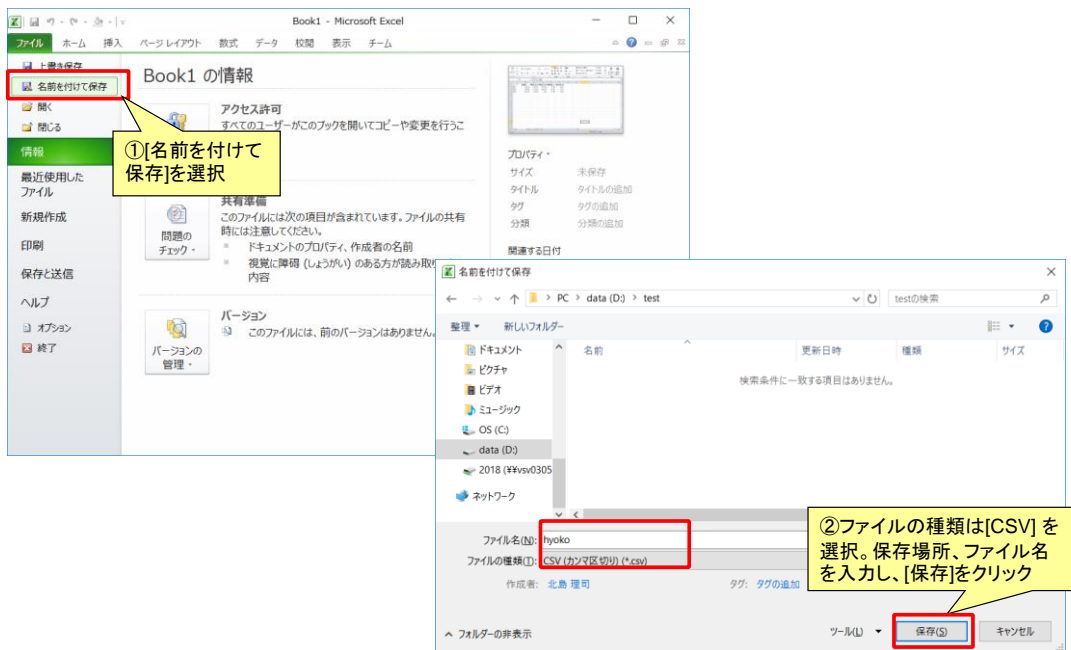 Book1 - Microsoft Excel
ファイル ホーム 挿入 ページ レイアウト 数式 データ 校閲 表示 チーム
上書き保存
名前を付けて保存
開く
閉じる
情報
最近使用した
ファイル
新規作成
印刷
保存と送信
ヘルプ
オプション
終了
Book1 の情報
アクセス許可
すべてのユーザーがこのブックを開いてコピーや変更を行うこ
①[名前を付けて
保存]を選択
共有準備
このファイルには次の項目が含まれています。ファイルの共有
時には注意してください。
ドキュメントのプロパティ、作成者の名前
視覚に障碍 (しょうがい) のある方が読み取り
内容
問題の
チェック
バージョン
このファイルには、前のバージョンはありません。
バージョンの
管理
プロパティ
サイズ 未保存
タイトル タイトルの追加
タグ タグの追加
分類 分類の追加
関連する日付
名前を付けて保存
PC > data (D:) > test
testの検索
整理 新しいフォルダー
ドキュメント
ピクチャ
ビデオ
ミュージック
OS (C:)
data (D:)
2018 (¥¥vsv0305
ネットワーク
名前 更新日時 種類 サイズ
検索条件に一致する項目はありません。
ファイル名(N): hyoko
ファイルの種類(T): CSV (カンマ区切り) (*.csv)
作成者: 北島 理司 タグ: タグの追加
②ファイルの種類は[CSV] を
選択。保存場所、ファイル名
を入力し、[保存]をクリック
フォルダーの非表示
ツール(L) 保存(S) キャンセル